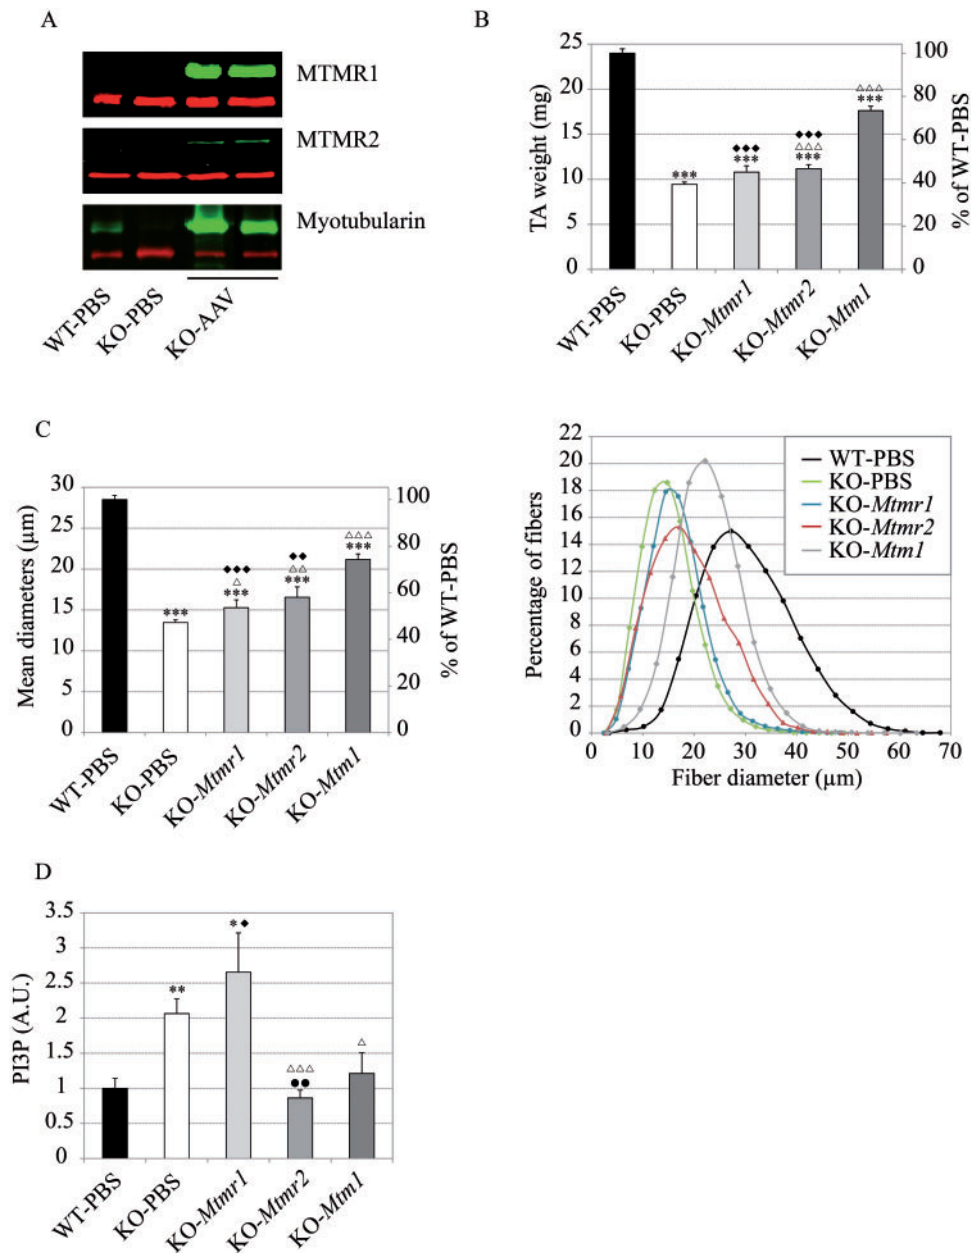 A
MTMR1
MTMR2
Myotubularin
WT-PBS
KO-PBS
KO-AAV
B
25
20
15
10
5
0
TA weight (mg)
100
80
60
40
20
0
% of WT-PBS
***
◆◆◆
***
◆◆◆
△△△
***
△△△
***
WT-PBS
KO-PBS
KO-Mtmr1
KO-Mtmr2
KO-Mtm1
C
30
25
20
15
10
5
0
Mean diameters (µm)
100
80
60
40
20
0
% of WT-PBS
***
◆◆◆
△
***
◆◆
△△
***
△△△
***
WT-PBS
KO-PBS
KO-Mtmr1
KO-Mtmr2
KO-Mtm1
22
20
18
16
14
12
10
8
6
4
2
0
Percentage of fibers
WT-PBS
KO-PBS
KO-Mtmr1
KO-Mtmr2
KO-Mtm1
0 10 20 30 40 50 60 70
Fiber diameter (µm)
D
3.5
3
2.5
2
1.5
1
0.5
0
PI3P (A.U.)
**
*◆
△△△
●●
△
WT-PBS
KO-PBS
KO-Mtmr1
KO-Mtmr2
KO-Mtm1